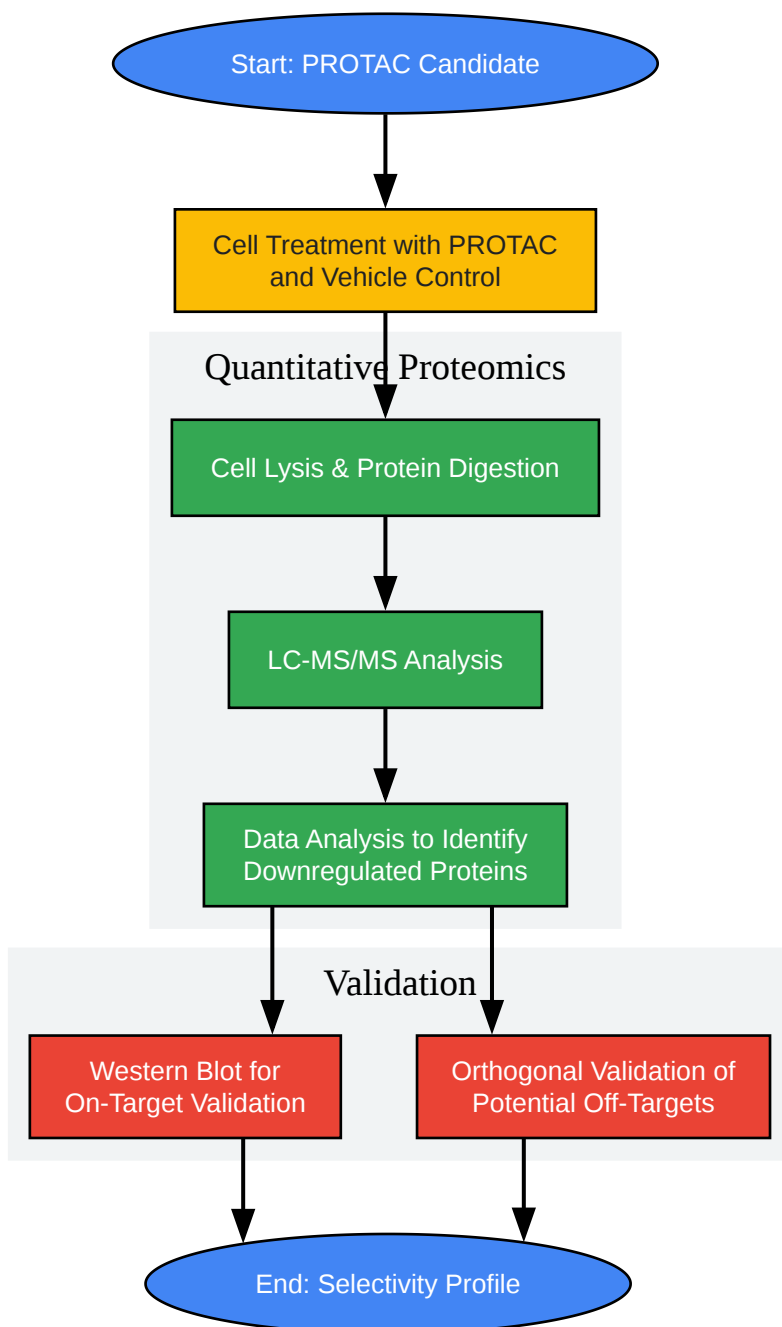 Start: PROTAC Candidate
Cell Treatment with PROTAC
and Vehicle Control
Quantitative Proteomics
Cell Lysis & Protein Digestion
LC-MS/MS Analysis
Data Analysis to Identify
Downregulated Proteins
Validation
Western Blot for
On-Target Validation
Orthogonal Validation of
Potential Off-Targets
End: Selectivity Profile